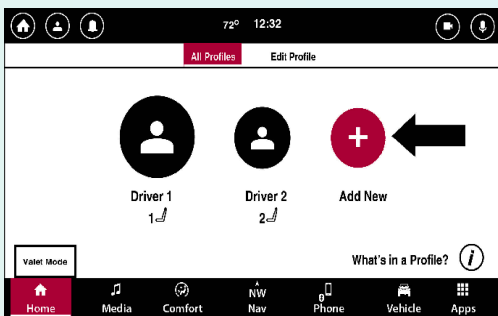 72° 12:32
All Profiles Edit Profile
Driver 1 Driver 2 Add New
1 2
What's in a Profile? i
Valet Mode
NW
0
Home Media Comfort Nav Phone Vehicle Apps